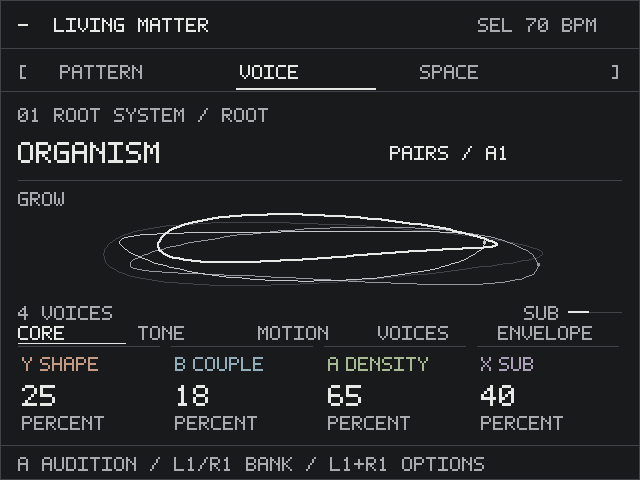 – LIVING MATTER SEL 70 BPM
[ PATTERN VOICE SPACE ]
01 ROOT SYSTEM / ROOT
ORGANISM PAIRS / A1
GROW
4 VOICES SUB
CORE TONE MOTION VOICES ENVELOPE
Y SHAPE B COUPLE A DENSITY X SUB
25 18 65 40
PERCENT PERCENT PERCENT PERCENT
A AUDITION / L1/R1 BANK / L1+R1 OPTIONS